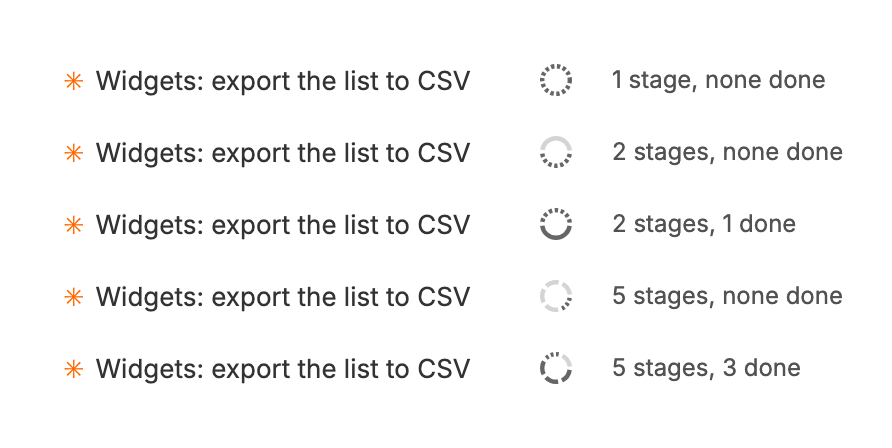 Widgets: export the list to CSV 1 stage, none done
Widgets: export the list to CSV 2 stages, none done
Widgets: export the list to CSV 2 stages, 1 done
Widgets: export the list to CSV 5 stages, none done
Widgets: export the list to CSV 5 stages, 3 done